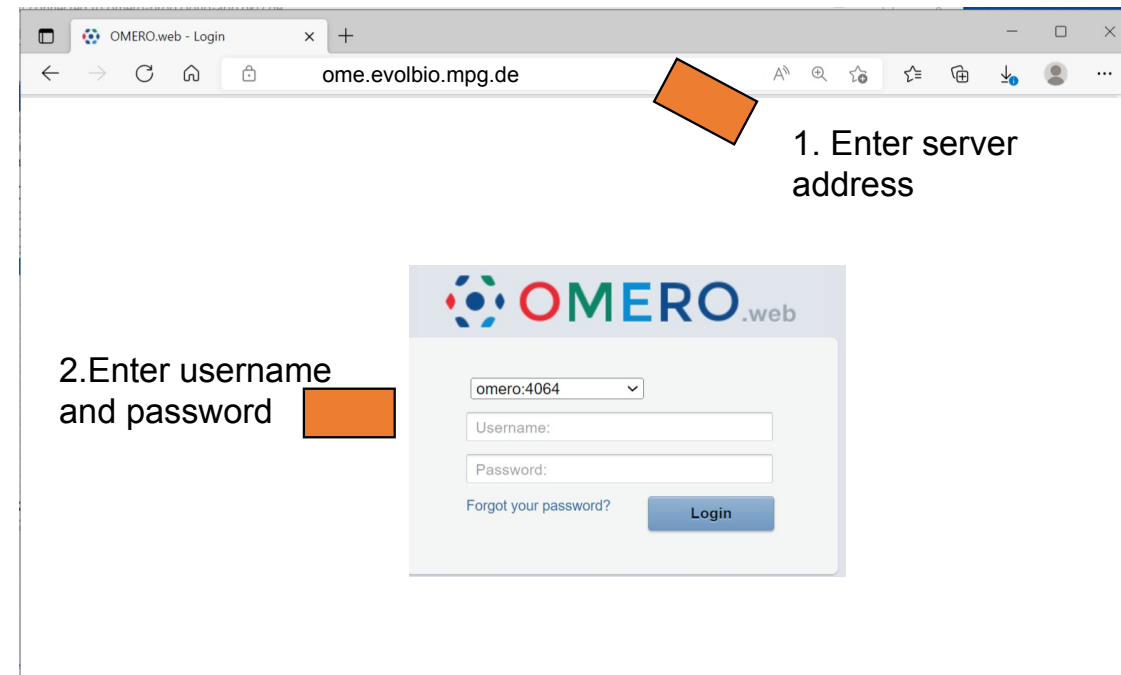 OMERO.web - Login
ome.evolbio.mpg.de
1. Enter server
address
OMERO.web
2.Enter username
and password
omero:4064
Username:
Password:
Forgot your password?
Login